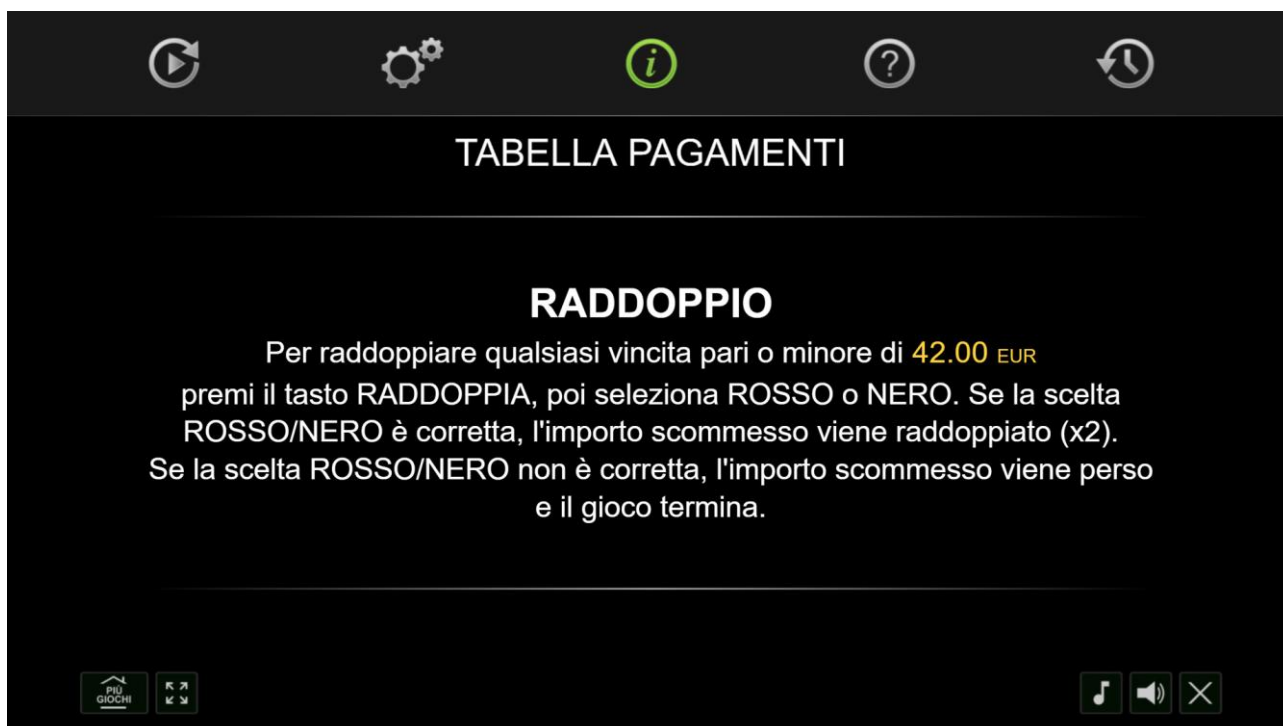 TABELLA PAGAMENTI
RADDOPPIO
Per raddoppiare qualsiasi vincita pari o minore di 42.00 EUR
premi il tasto RADDOPPIA, poi seleziona ROSSO o NERO. Se la scelta
ROSSO/NERO è corretta, l'importo scommesso viene raddoppiato (x2).
Se la scelta ROSSO/NERO non è corretta, l'importo scommesso viene perso
e il gioco termina.
PIÙ
GIOCHI